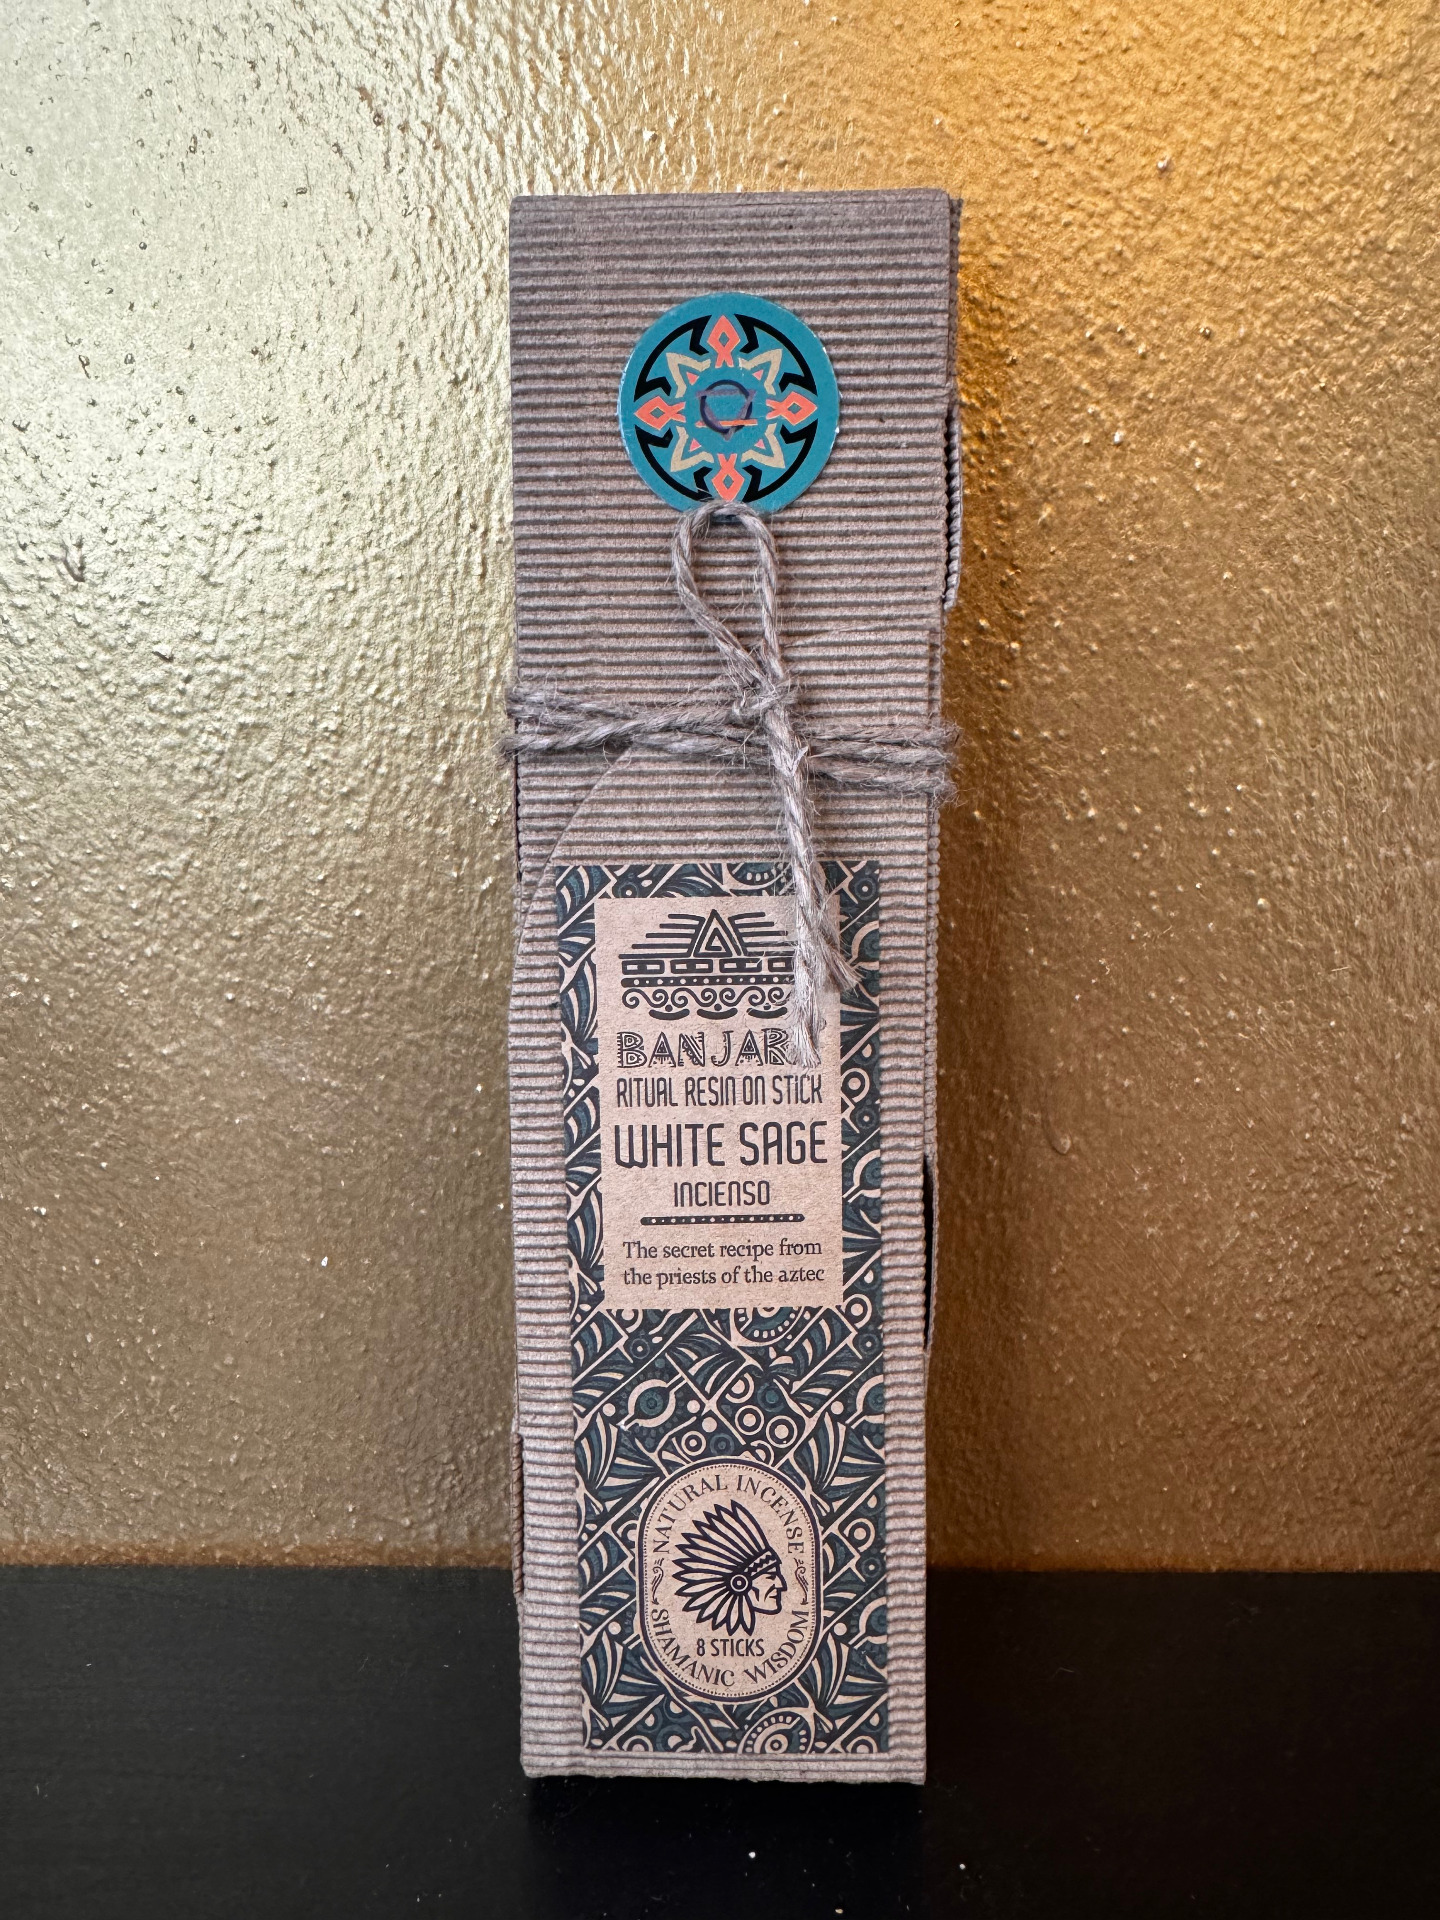 RITUAL RESIN ON STICK
WHITE SAGE
INCIENSO
The secret recipe from
the priests of the aztec
NATURAL INCENSE
8 STICKS
SHAMANIC WISDOM